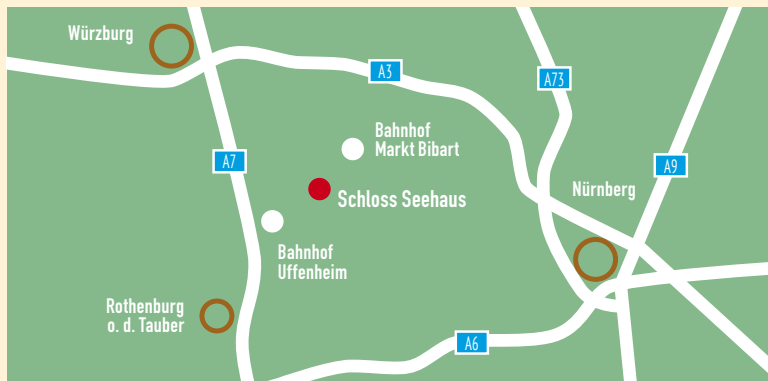 Würzburg
A3
A73
Bahnhof
Markt Bibart
A7
A9
Nürnberg
Schloss Seehaus
Bahnhof
Uffenheim
Rothenburg
o. d. Tauber
A6